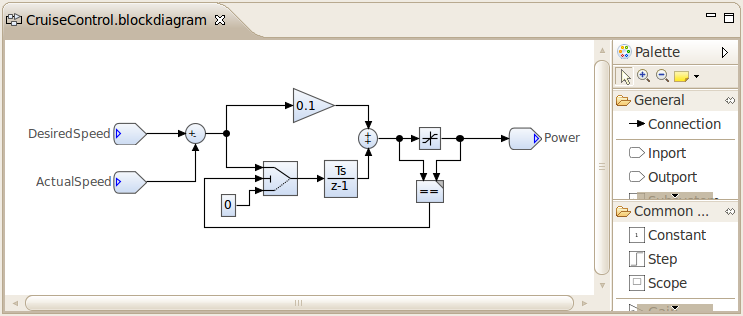 CruiseControl.blockdiagram
Palette
General
Connection
Inport
Outport
Common ...
Constant
Step
Scope
DesiredSpeed
ActualSpeed
0.1
+-
++
Ts
z-1
0
==
Power
1